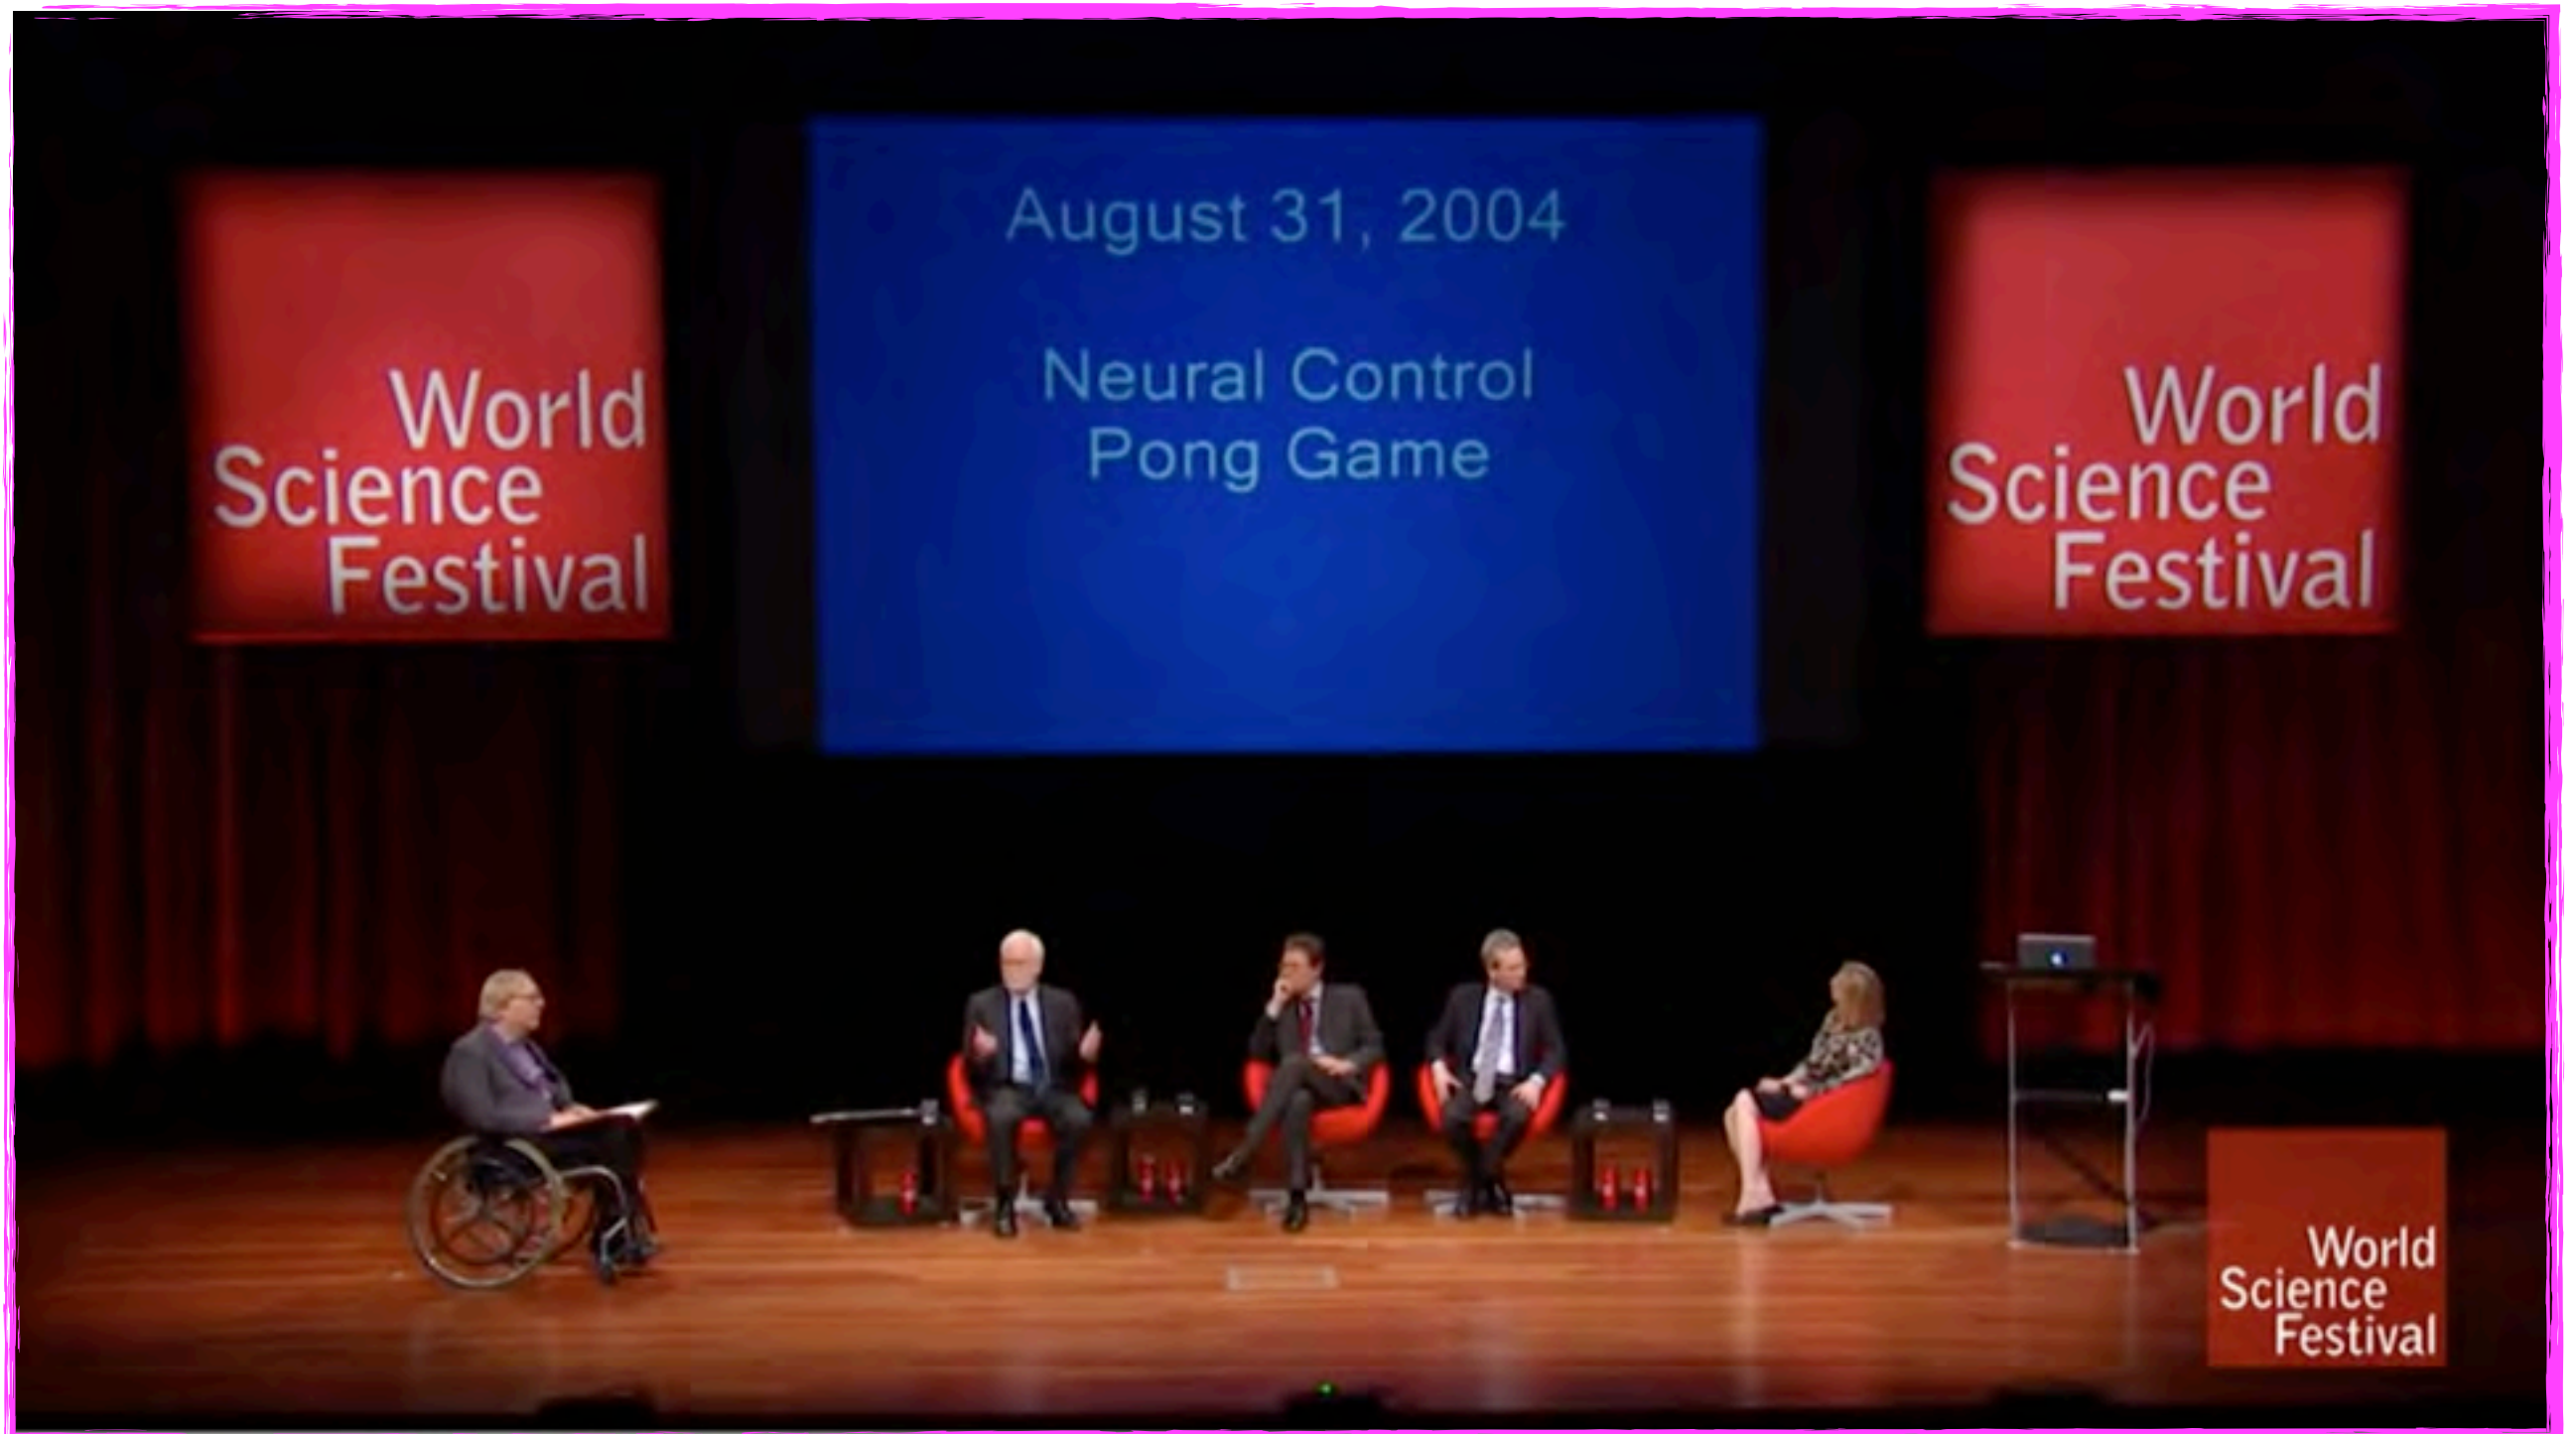 World
Science
Festival
August 31, 2004
Neural Control
Pong Game
World
Science
Festival
World
Science
Festival